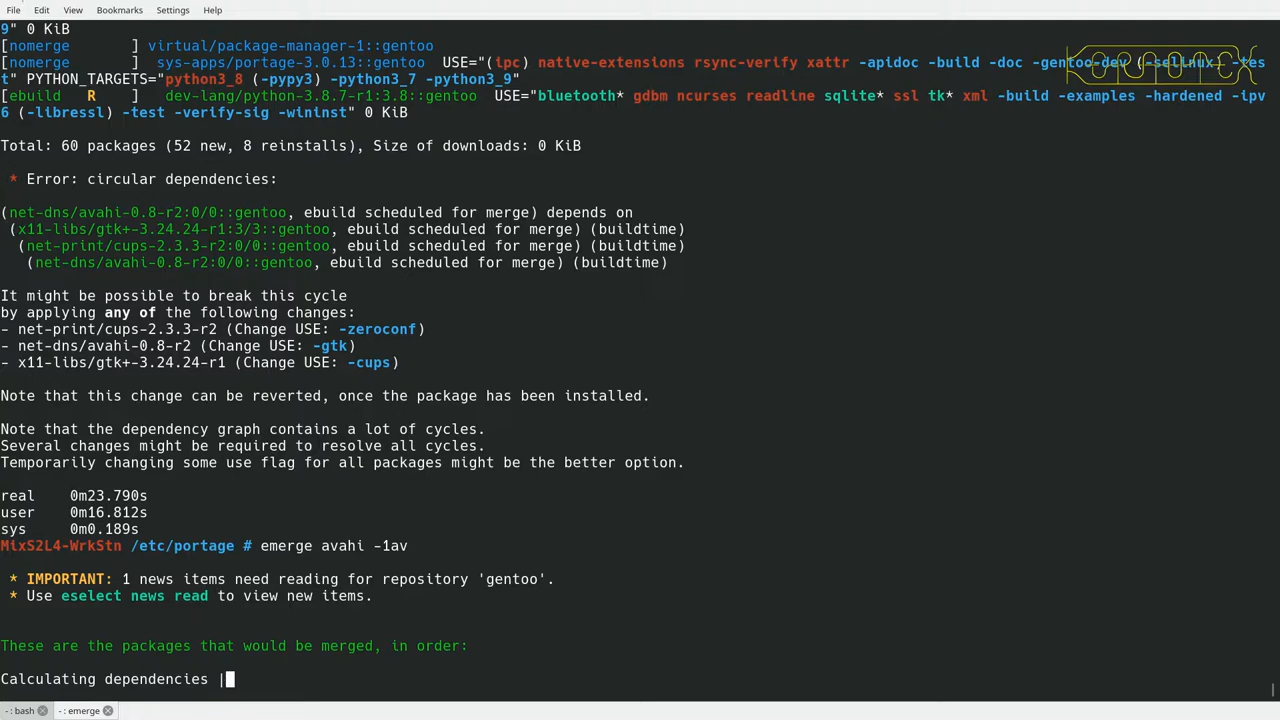 File Edit View Bookmarks Settings Help
9" 0 KiB
[nomerge       ] virtual/package-manager-1::gentoo
[nomerge       ]  sys-apps/portage-3.0.13::gentoo  USE="(ipc) native-extensions rsync-verify xattr -apidoc -build -doc -gentoo-dev (-selinux) -tes
t" PYTHON_TARGETS="python3_8 (-pypy3) -python3_7 -python3_9"
[ebuild   R    ]   dev-lang/python-3.8.7-r1:3.8::gentoo  USE="bluetooth* gdbm ncurses readline sqlite* ssl tk* xml -build -examples -hardened -ipv
6 (-libressl) -test -verify-sig -wininst" 0 KiB
Total: 60 packages (52 new, 8 reinstalls), Size of downloads: 0 KiB
* Error: circular dependencies:
(net-dns/avahi-0.8-r2:0/0::gentoo, ebuild scheduled for merge) depends on
(x11-libs/gtk+-3.24.24-r1:3/3::gentoo, ebuild scheduled for merge) (buildtime)
(net-print/cups-2.3.3-r2:0/0::gentoo, ebuild scheduled for merge) (buildtime)
(net-dns/avahi-0.8-r2:0/0::gentoo, ebuild scheduled for merge) (buildtime)
It might be possible to break this cycle
by applying any of the following changes:
- net-print/cups-2.3.3-r2 (Change USE: -zeroconf)
- net-dns/avahi-0.8-r2 (Change USE: -gtk)
- x11-libs/gtk+-3.24.24-r1 (Change USE: -cups)
Note that this change can be reverted, once the package has been installed.
Note that the dependency graph contains a lot of cycles.
Several changes might be required to resolve all cycles.
Temporarily changing some use flag for all packages might be the better option.
real    0m23.790s
user    0m16.812s
sys     0m0.189s
MixS2L4-WrkStn /etc/portage # emerge avahi -1av
* IMPORTANT: 1 news items need reading for repository 'gentoo'.
* Use eselect news read to view new items.
These are the packages that would be merged, in order:
Calculating dependencies |
- : bash - : emerge